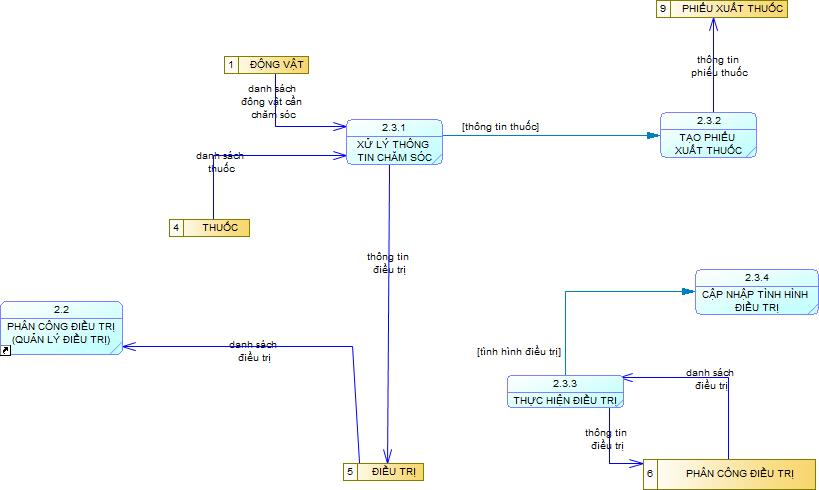 9 PHIẾU XUẤT THUỐC
thông tin
phiếu thuốc
1 ĐỘNG VẬT
danh sách
động vật cần
chăm sóc
2.3.1
XỬ LÝ THÔNG
TIN CHĂM SÓC
[thông tin thuốc]
2.3.2
TẠO PHIẾU
XUẤT THUỐC
danh sách
thuốc
4 THUỐC
thông tin
điều trị
2.3.4
CẬP NHẬP TÌNH HÌNH
ĐIỀU TRỊ
2.2
PHÂN CÔNG ĐIỀU TRỊ
(QUẢN LÝ ĐIỀU TRỊ)
danh sách
điều trị
[tình hình điều trị]
2.3.3
THỰC HIỆN ĐIỀU TRỊ
danh sách
điều trị
thông tin
điều trị
5 ĐIỀU TRỊ
6 PHÂN CÔNG ĐIỀU TRỊ